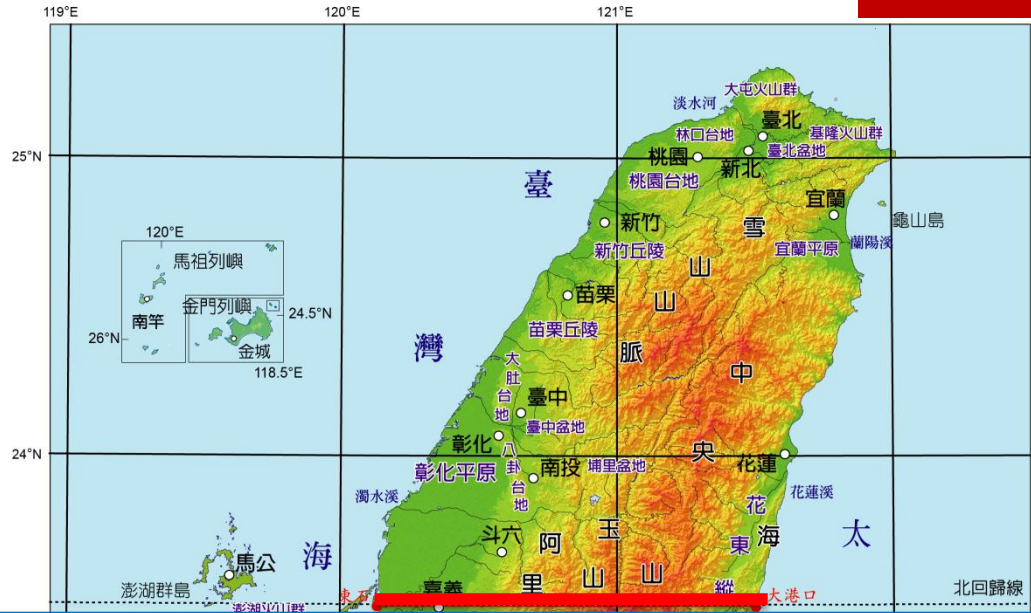 119°E
120°E
121°E
大屯火山群
淡水河
臺北
林口台地
基隆火山群
25°N
桃園
新北
臺北盆地
桃園台地
臺
宜蘭
龜山島
新竹
雪
蘭陽溪
新竹丘陵
宜蘭平原
120°E
馬祖列嶼
山
金門列嶼
苗栗
山
南竿
24.5°N
苗栗丘陵
26°N
金城
灣
脈
118.5°E
大肚台地
中
臺中
臺中盆地
彰化
八卦台地
央
24°N
花蓮
彰化平原
南投
埔里盆地
濁水溪
花蓮溪
花
玉
斗六
阿
東
海
太
海
馬公
里
山
山
縱
澎湖群島
嘉義
北回歸線
東石
大港口
澎湖火山群